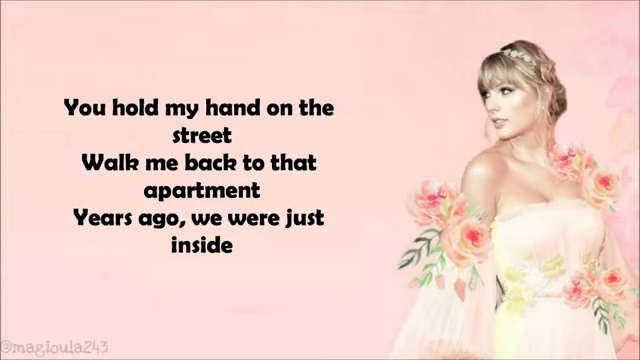 You hold my hand on the
street
Walk me back to that
apartment
Years ago, we were just
inside
@magioula243